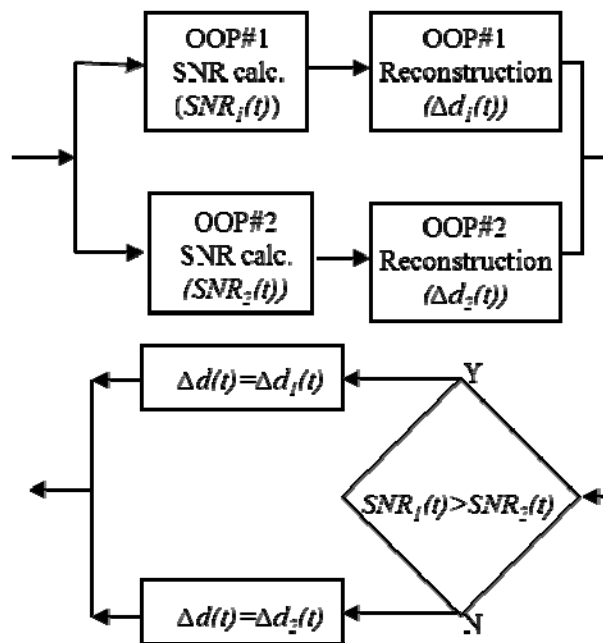 OOP#1
SNR calc.
(SNR₁(t))
OOP#1
Reconstruction
(Δd₁(t))
OOP#2
SNR calc.
(SNR₂(t))
OOP#2
Reconstruction
(Δd₂(t))
Δd(t)=Δd₁(t)
Y
SNR₁(t)>SNR₂(t)
Δd(t)=Δd₂(t)
N